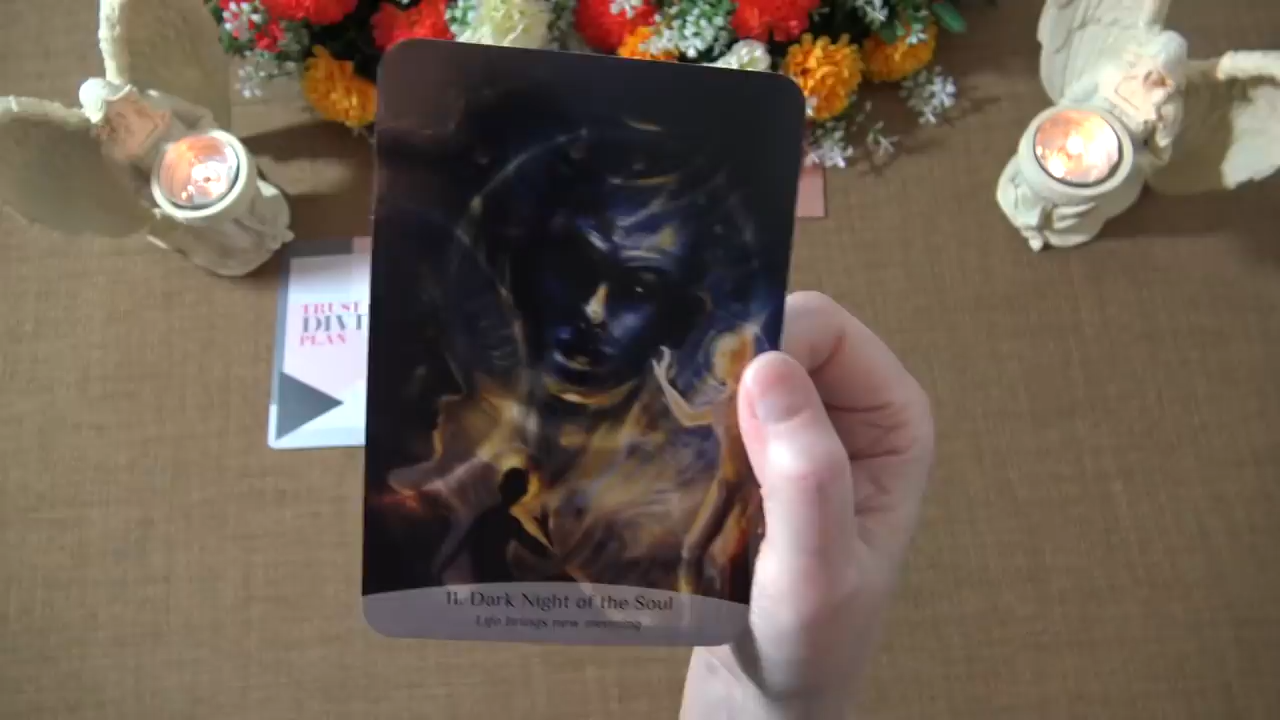 TRUST
DIVI
PLAN
11. Dark Night of the Soul
Life brings new meaning